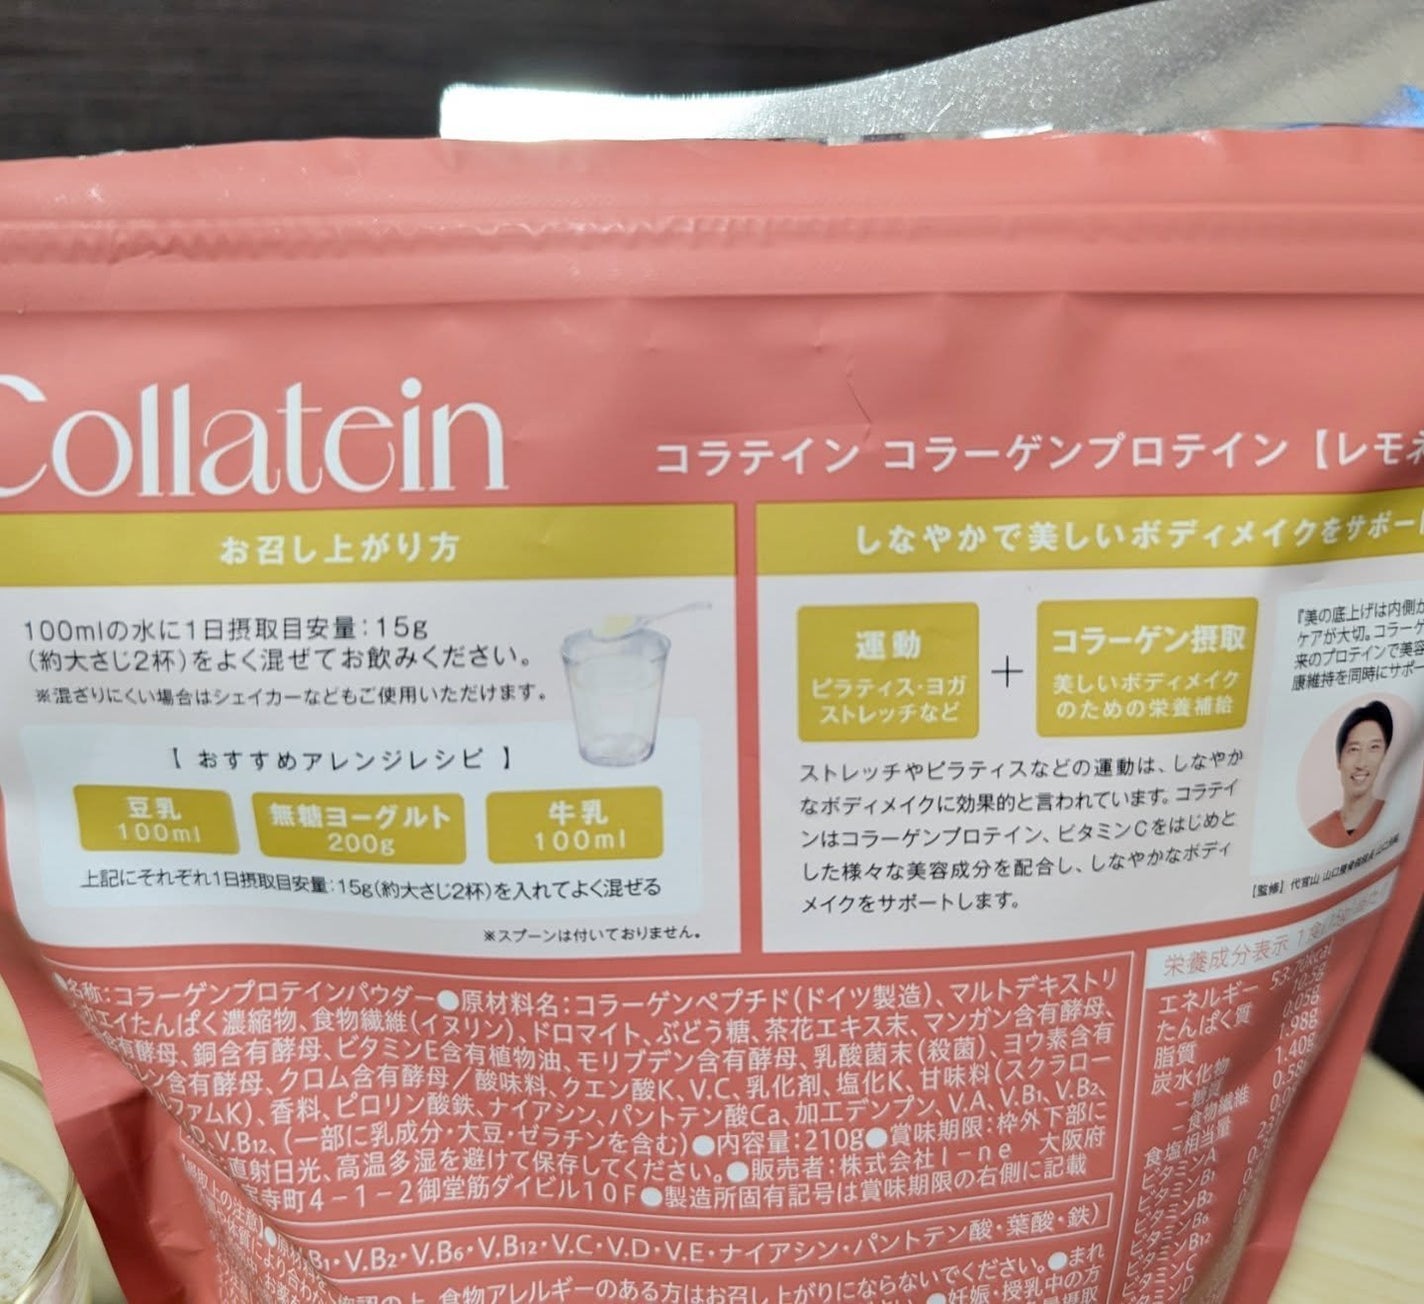 Collatein
コラテイン コラーゲンプロテイン【レモネ
お召し上がり方
100mlの水に1日摂取目安量：15g
（約大さじ2杯）をよく混ぜてお飲みください。
※混ざりにくい場合はシェイカーなどもご使用いただけます。
【 おすすめアレンジレシピ 】
豆乳
100ml
無糖ヨーグルト
200g
牛乳
100ml
上記にそれぞれ1日摂取目安量：15g（約大さじ2杯）を入れてよく混ぜる
※スプーンは付いておりません。
しなやかで美しいボディメイクをサポー
運動
ピラティス・ヨガ
ストレッチなど
＋
コラーゲン摂取
美しいボディメイク
のための栄養補給
ストレッチやピラティスなどの運動は、しなやか
なボディメイクに効果的と言われています。コラテイ
ンはコラーゲンプロテイン、ビタミンCをはじめと
した様々な美容成分を配合し、しなやかなボディ
メイクをサポートします。
『美の底上げは内側か
ケアが大切。コラーゲ
来のプロテインで美容
康維持を同時にサポー
【監修】代官山
●名称：コラーゲンプロテインパウダー●原材料名：コラーゲンペプチド（ドイツ製造）、マルトデキストリ
エイたんぱく濃縮物、食物繊維（イヌリン）、ドロマイト、ぶどう糖、茶花エキス末、マンガン含有酵母、
有酵母、銅含有酵母、ビタミンE含有植物油、モリブデン含有酵母、乳酸菌末（殺菌）、ヨウ素含有
レン含有酵母、クロム含有酵母／酸味料、クエン酸K、V.C、乳化剤、塩化K、甘味料（スクラロー
ファムK）、香料、ピロリン酸鉄、ナイアシン、パントテン酸Ca、加工デンプン、V.A、V.B₁、V.B₂、
D、V.B₁₂、（一部に乳成分・大豆・ゼラチンを含む）●内容量：210g●賞味期限：枠外下部に
直射日光、高温多湿を避けて保存してください。●販売者：株式会社I-ne 大阪府
寺町4-1-2御堂筋ダイビル10F●製造所固有記号は賞味期限の右側に記載
B₁・V.B₂・V.B₆・V.B₁₂・V.C・V.D・V.E・ナイアシン・パントテン酸・葉酸・鉄）
の上、食物アレルギーのある方はお召し上がりにならないでください。●まれ
●妊娠・授乳中の方
栄養成分表示
エネルギー
たんぱく質
脂質 0.03g
炭水化物 1.98g
－糖質 1.40g
－食物繊維
食塩相当量
ビタミンA
ビタミンB₁
ビタミンB₂
ビタミンB₆
ビタミンB₁₂
ビタミンC
ビタミンD